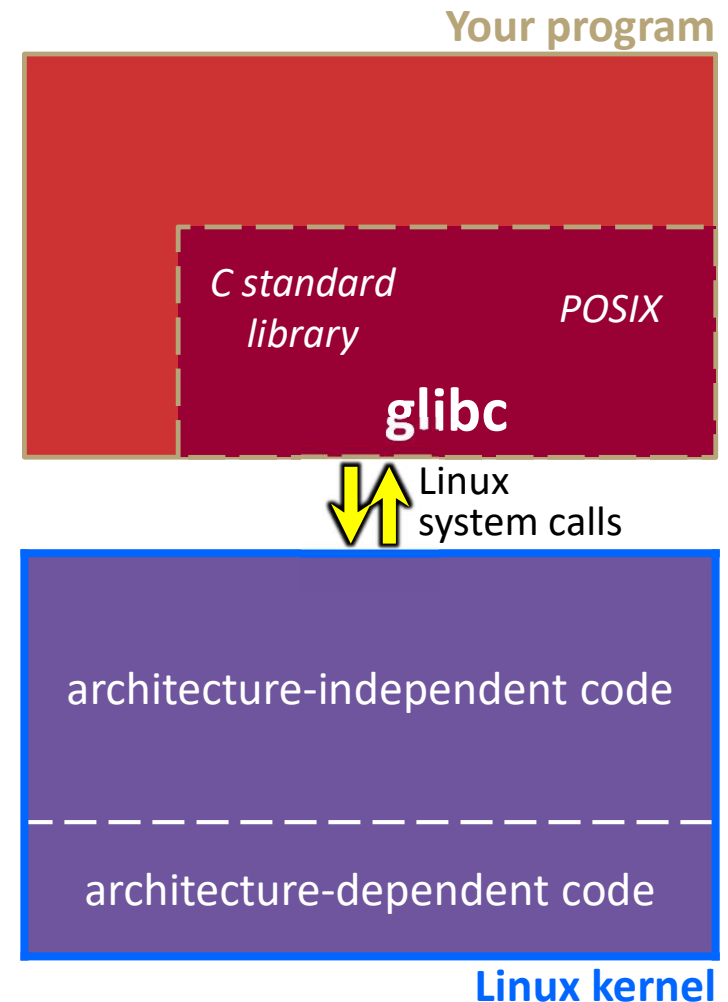 Your program
C standard
library
POSIX
glibc
Linux
system calls
architecture-independent code
architecture-dependent code
Linux kernel